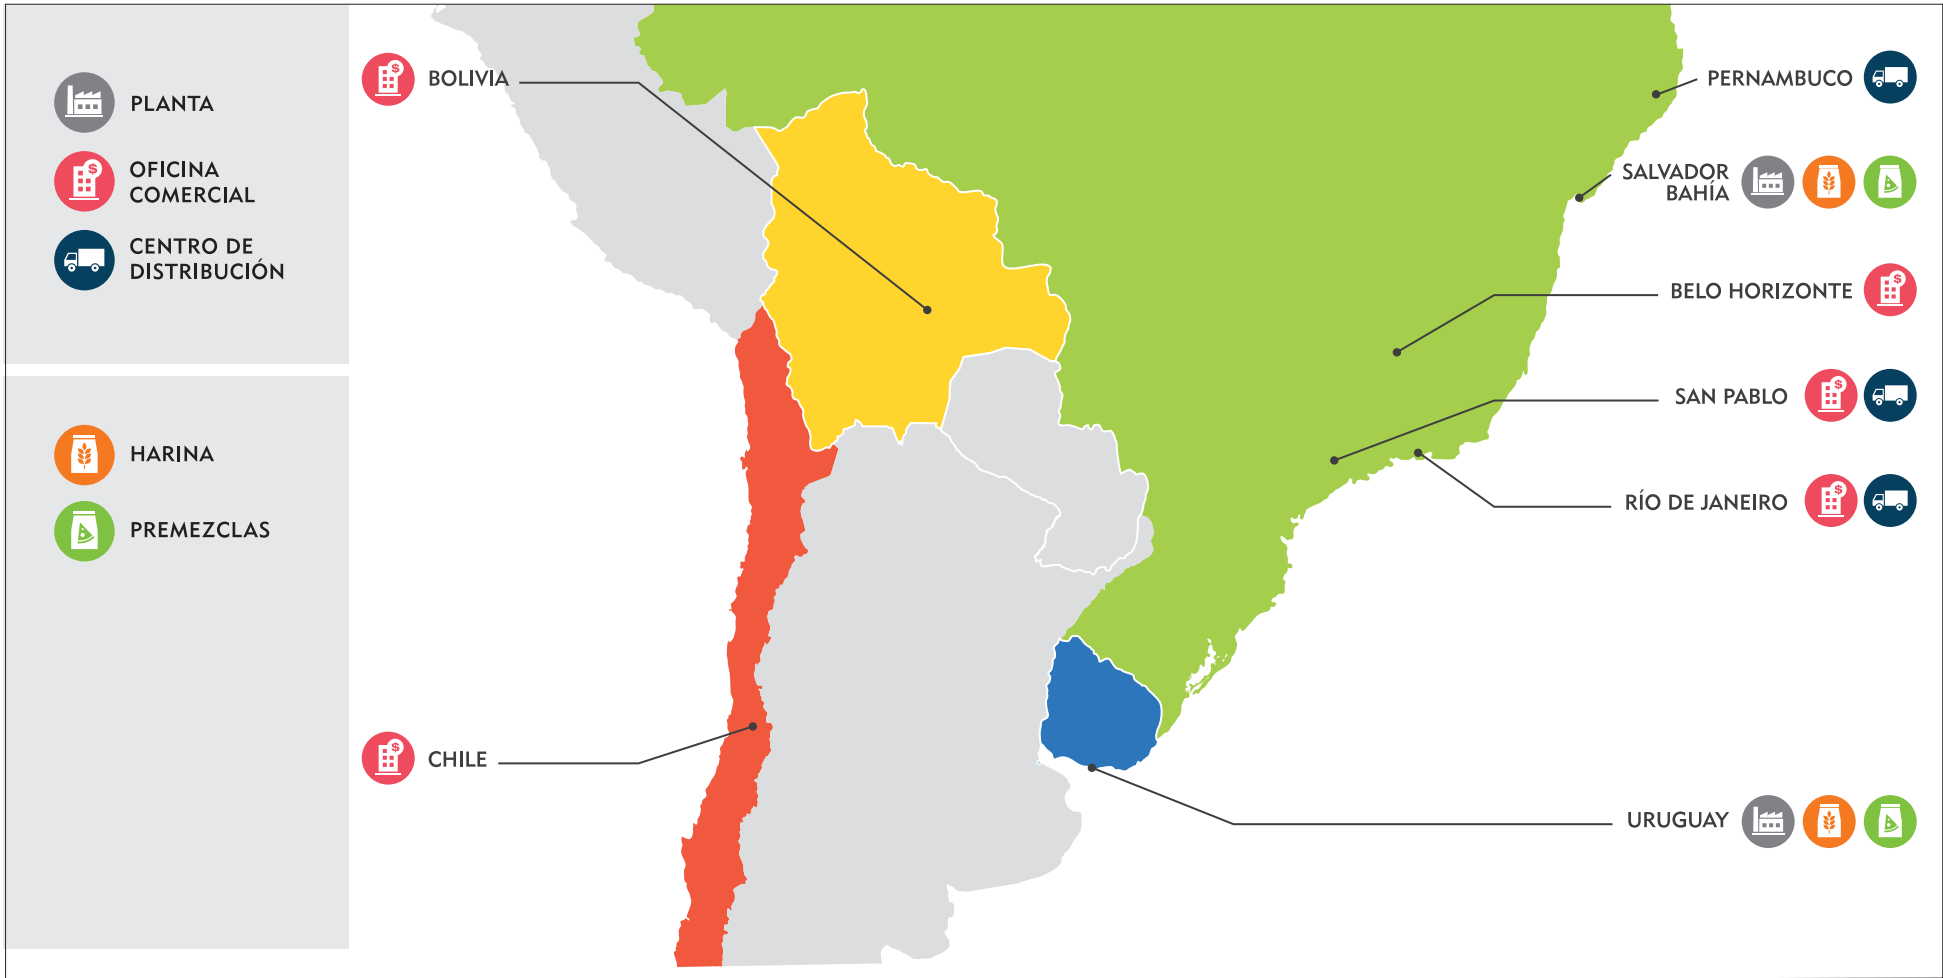 PLANTA
OFICINA
COMERCIAL
CENTRO DE
DISTRIBUCIÓN
HARINA
PREMEZCLAS
BOLIVIA
CHILE
PERNAMBUCO
SALVADOR
BAHÍA
BELO HORIZONTE
SAN PABLO
RÍO DE JANEIRO
URUGUAY